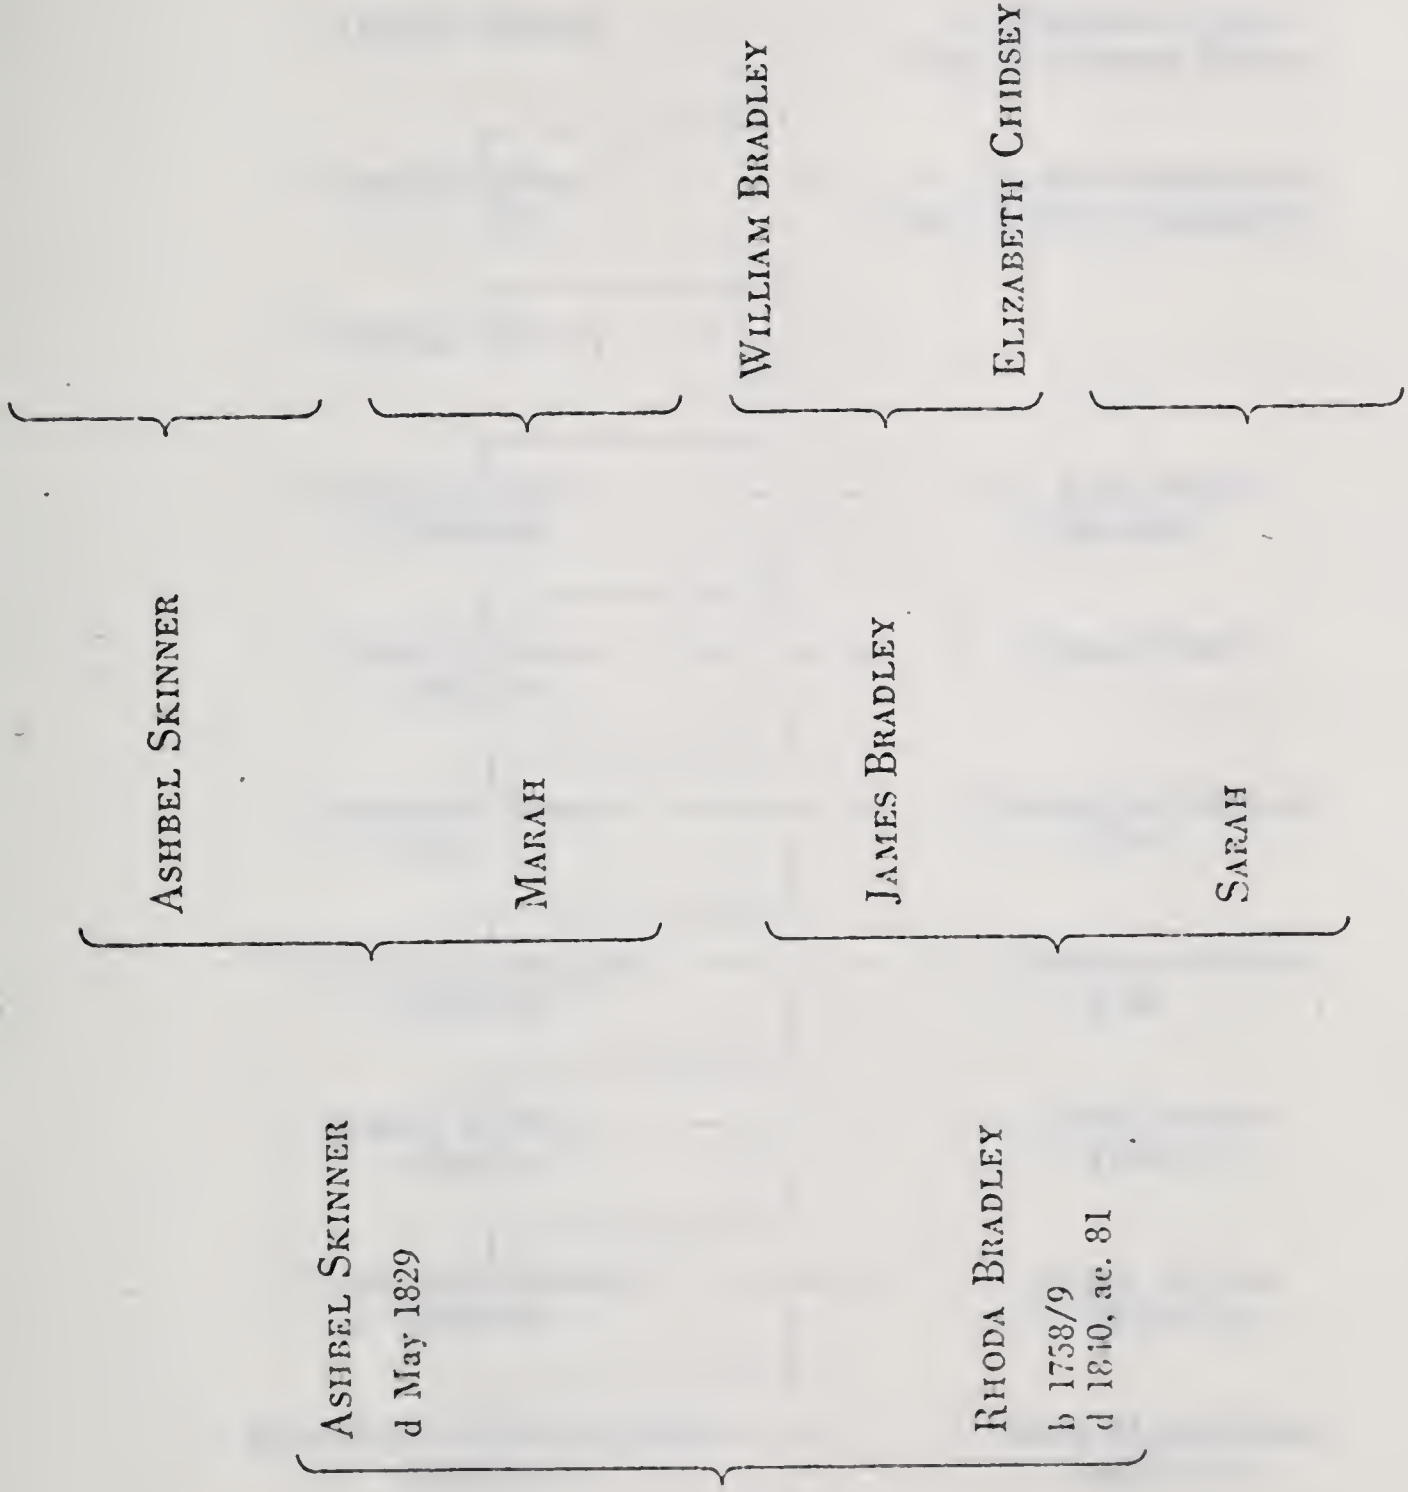 ASHBEL SKINNER
d May 1829
RHODA BRADLEY
b 1758/9
d 1840, ae. 81
ASHBEL SKINNER
MARAH
JAMES BRADLEY
SARAH
WILLIAM BRADLEY
ELIZABETH CHIDSEY